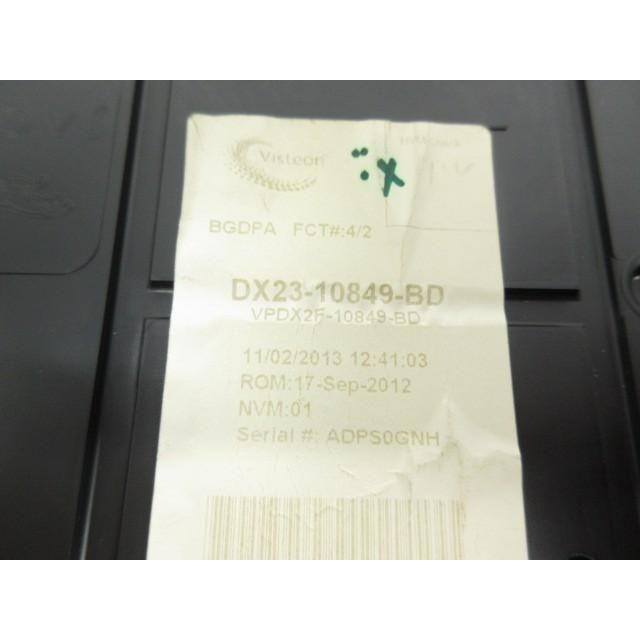 Visteon
BGDPA FCT#:4/2
DX23-10849-BD
VPDX2F-10849-BD
11/02/2013 12:41:03
ROM:17-Sep-2012
NVM:01
Serial #: ADPS0GNH